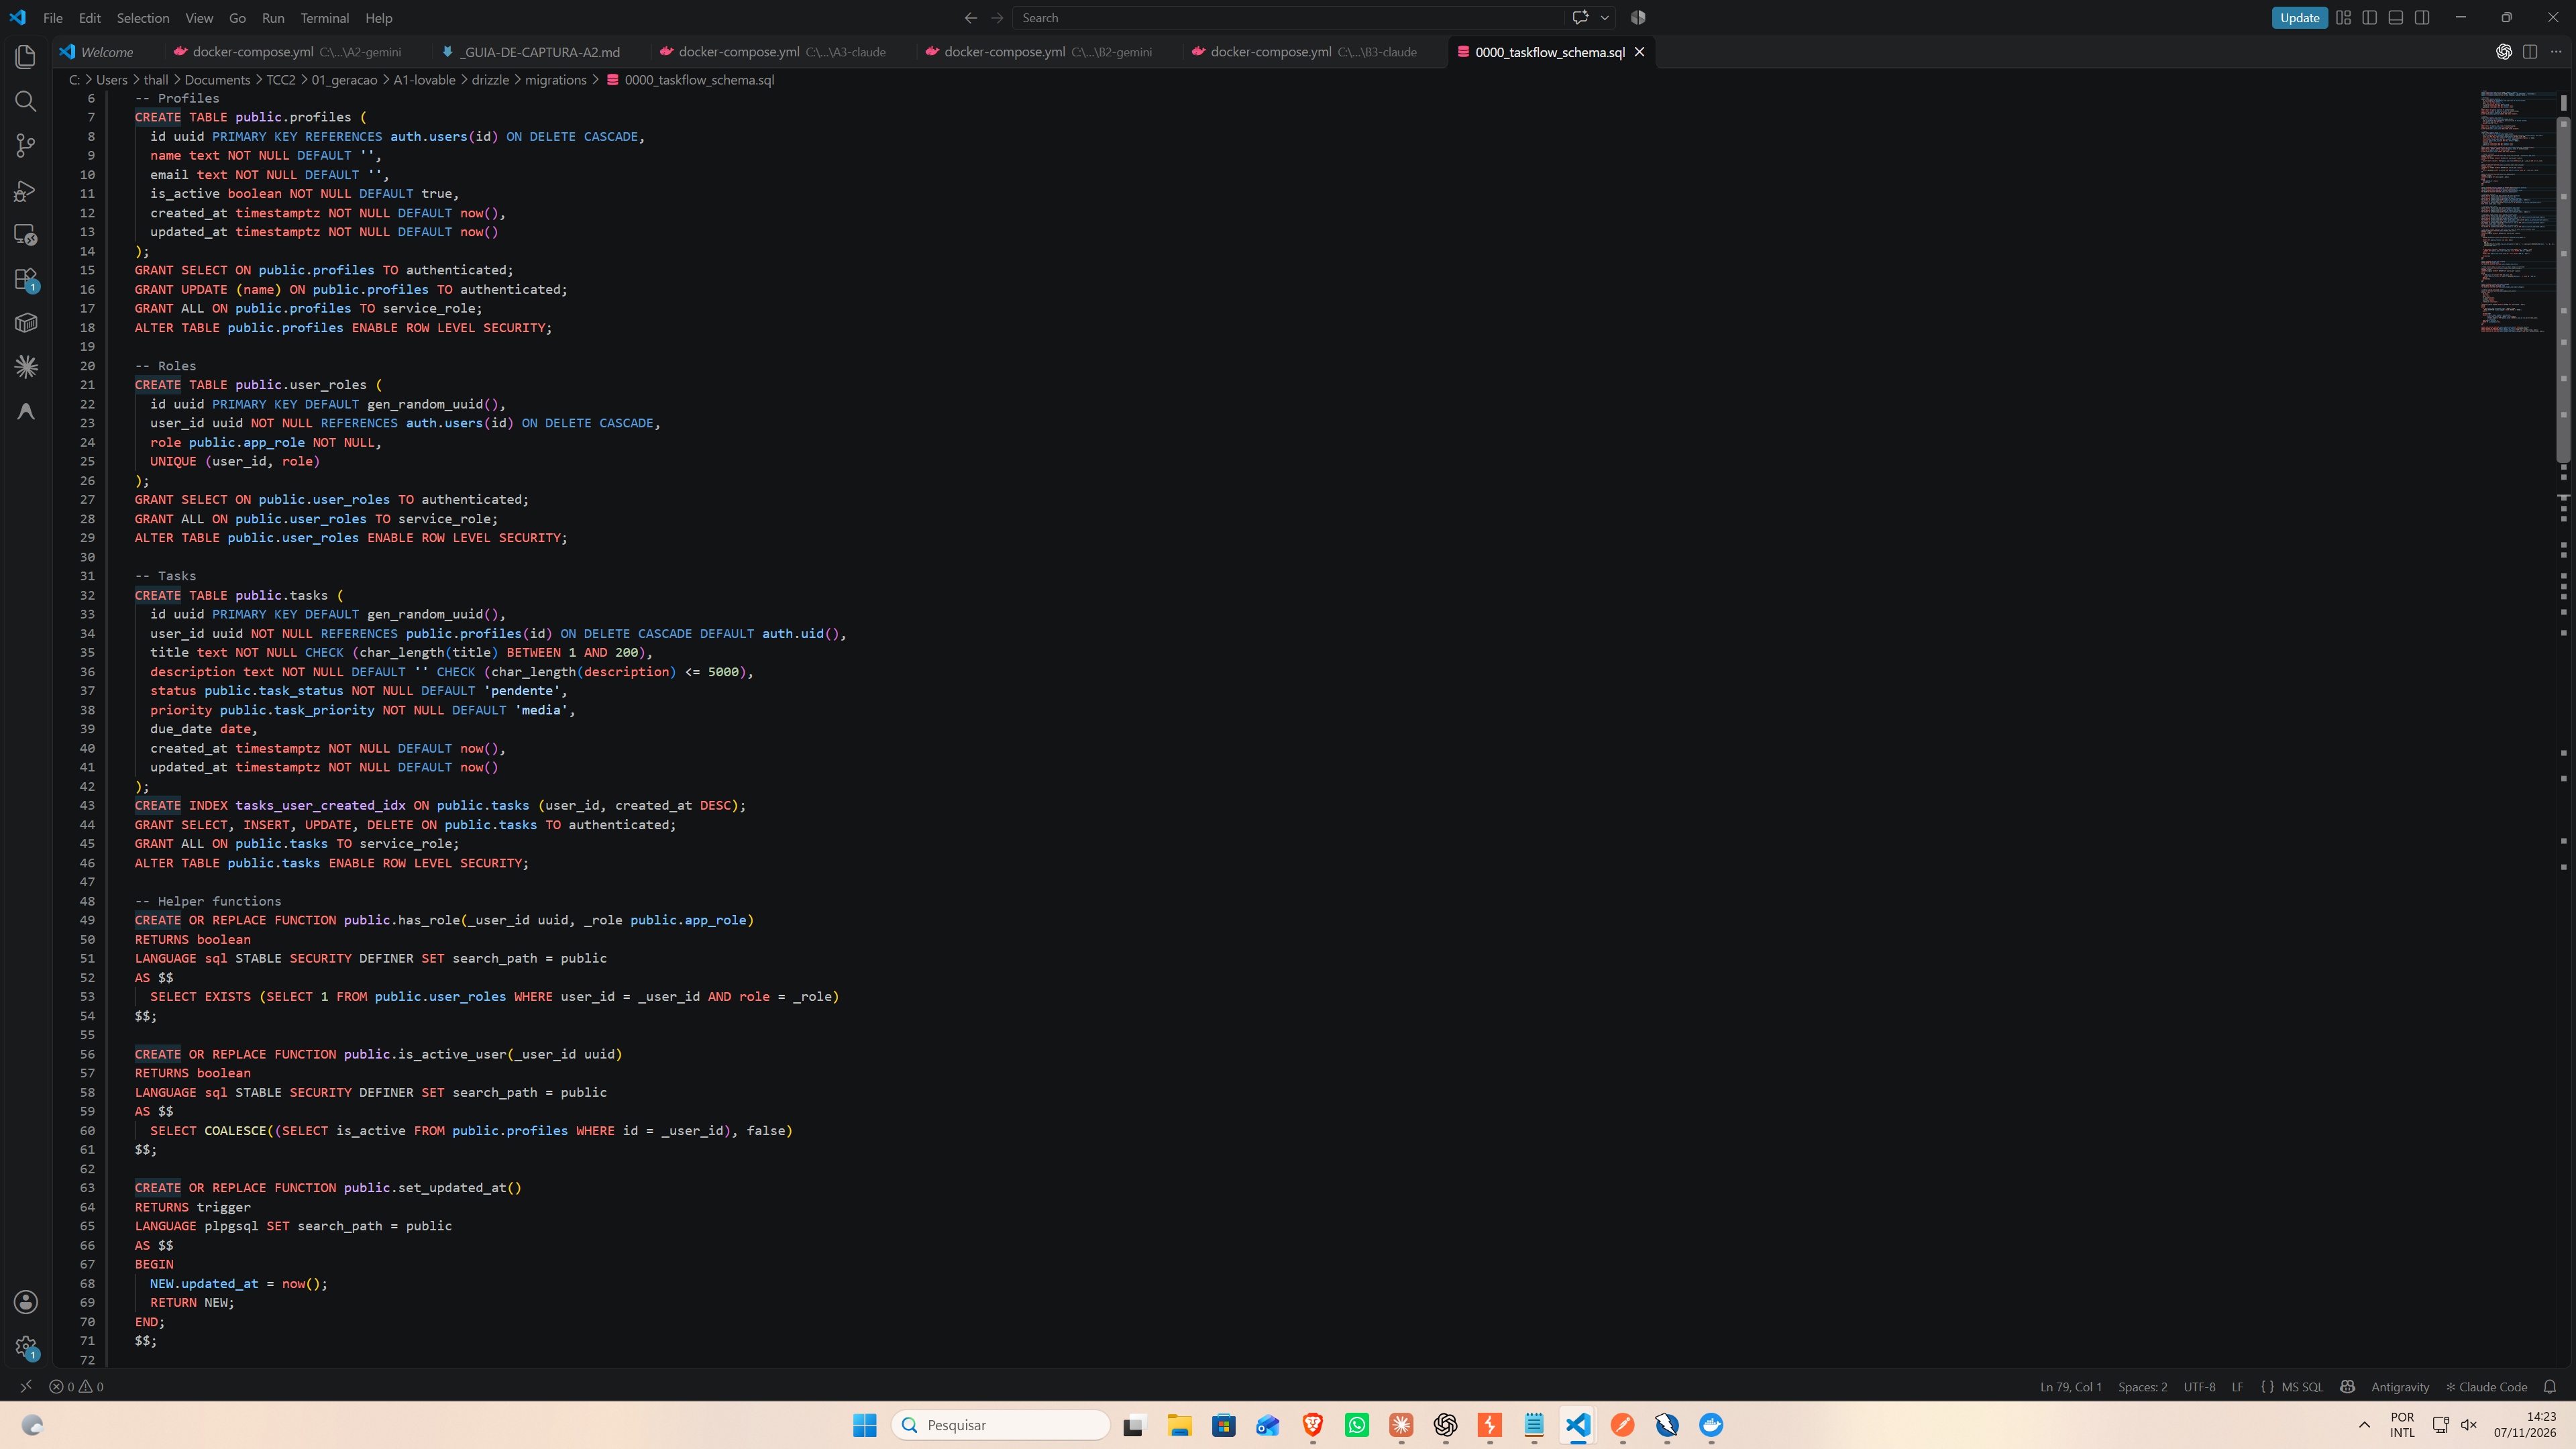 File Edit Selection View Go Run Terminal Help
Search
Update
Welcome
docker-compose.yml C:\...\A2-gemini
_GUIA-DE-CAPTURA-A2.md
docker-compose.yml C:\...\A3-claude
docker-compose.yml C:\...\B2-gemini
docker-compose.yml C:\...\B3-claude
0000_taskflow_schema.sql
C: > Users > thall > Documents > TCC2 > 01_geracao > A1-lovable > drizzle > migrations > 0000_taskflow_schema.sql
6 -- Profiles
7 CREATE TABLE public.profiles (
8 id uuid PRIMARY KEY REFERENCES auth.users(id) ON DELETE CASCADE,
9 name text NOT NULL DEFAULT '',
10 email text NOT NULL DEFAULT '',
11 is_active boolean NOT NULL DEFAULT true,
12 created_at timestamptz NOT NULL DEFAULT now(),
13 updated_at timestamptz NOT NULL DEFAULT now()
14 );
15 GRANT SELECT ON public.profiles TO authenticated;
16 GRANT UPDATE (name) ON public.profiles TO authenticated;
17 GRANT ALL ON public.profiles TO service_role;
18 ALTER TABLE public.profiles ENABLE ROW LEVEL SECURITY;
19
20 -- Roles
21 CREATE TABLE public.user_roles (
22 id uuid PRIMARY KEY DEFAULT gen_random_uuid(),
23 user_id uuid NOT NULL REFERENCES auth.users(id) ON DELETE CASCADE,
24 role public.app_role NOT NULL,
25 UNIQUE (user_id, role)
26 );
27 GRANT SELECT ON public.user_roles TO authenticated;
28 GRANT ALL ON public.user_roles TO service_role;
29 ALTER TABLE public.user_roles ENABLE ROW LEVEL SECURITY;
30
31 -- Tasks
32 CREATE TABLE public.tasks (
33 id uuid PRIMARY KEY DEFAULT gen_random_uuid(),
34 user_id uuid NOT NULL REFERENCES public.profiles(id) ON DELETE CASCADE DEFAULT auth.uid(),
35 title text NOT NULL CHECK (char_length(title) BETWEEN 1 AND 200),
36 description text NOT NULL DEFAULT '' CHECK (char_length(description) <= 5000),
37 status public.task_status NOT NULL DEFAULT 'pendente',
38 priority public.task_priority NOT NULL DEFAULT 'media',
39 due_date date,
40 created_at timestamptz NOT NULL DEFAULT now(),
41 updated_at timestamptz NOT NULL DEFAULT now()
42 );
43 CREATE INDEX tasks_user_created_idx ON public.tasks (user_id, created_at DESC);
44 GRANT SELECT, INSERT, UPDATE, DELETE ON public.tasks TO authenticated;
45 GRANT ALL ON public.tasks TO service_role;
46 ALTER TABLE public.tasks ENABLE ROW LEVEL SECURITY;
47
48 -- Helper functions
49 CREATE OR REPLACE FUNCTION public.has_role(_user_id uuid, _role public.app_role)
50 RETURNS boolean
51 LANGUAGE sql STABLE SECURITY DEFINER SET search_path = public
52 AS $$
53 SELECT EXISTS (SELECT 1 FROM public.user_roles WHERE user_id = _user_id AND role = _role)
54 $$;
55
56 CREATE OR REPLACE FUNCTION public.is_active_user(_user_id uuid)
57 RETURNS boolean
58 LANGUAGE sql STABLE SECURITY DEFINER SET search_path = public
59 AS $$
60 SELECT COALESCE((SELECT is_active FROM public.profiles WHERE id = _user_id), false)
61 $$;
62
63 CREATE OR REPLACE FUNCTION public.set_updated_at()
64 RETURNS trigger
65 LANGUAGE plpgsql SET search_path = public
66 AS $$
67 BEGIN
68 NEW.updated_at = now();
69 RETURN NEW;
70 END;
71 $$;
72
1
1
0 0
Ln 79, Col 1 Spaces: 2 UTF-8 LF { } MS SQL Antigravity Claude Code
Pesquisar
POR
INTL
14:23
07/11/2026